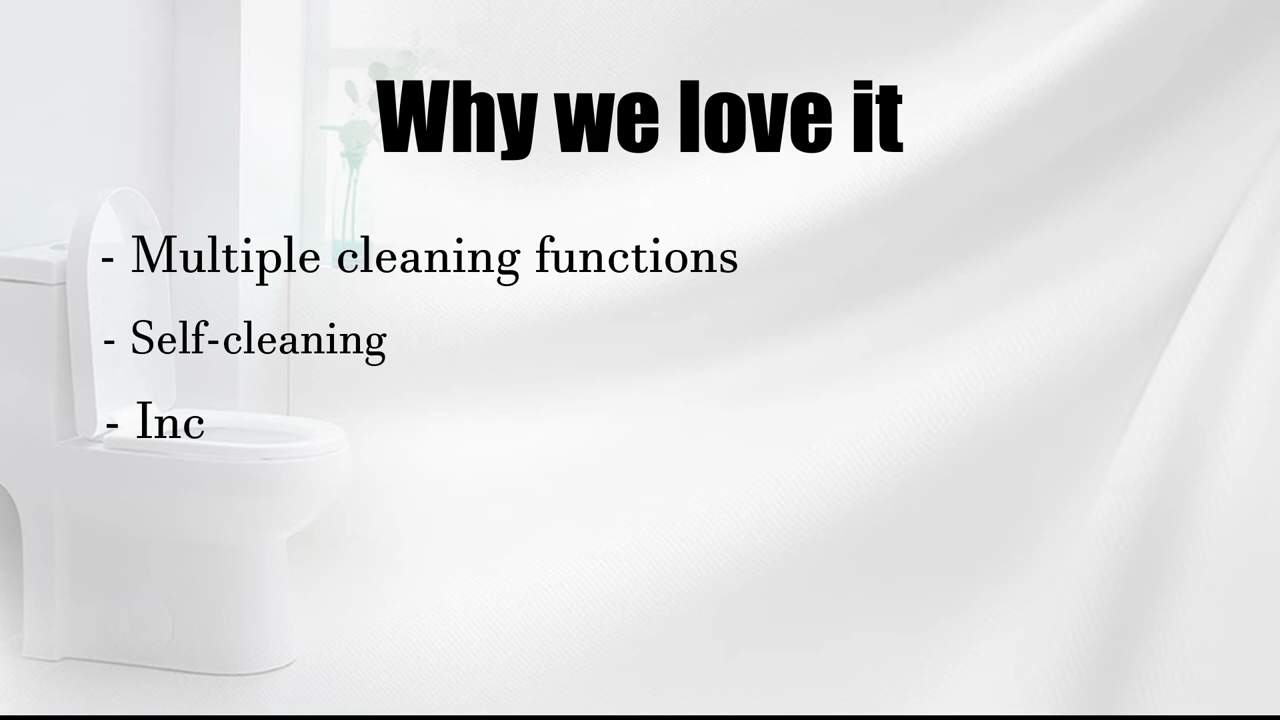 Why we love it
- Multiple cleaning functions
- Self-cleaning
- Inc